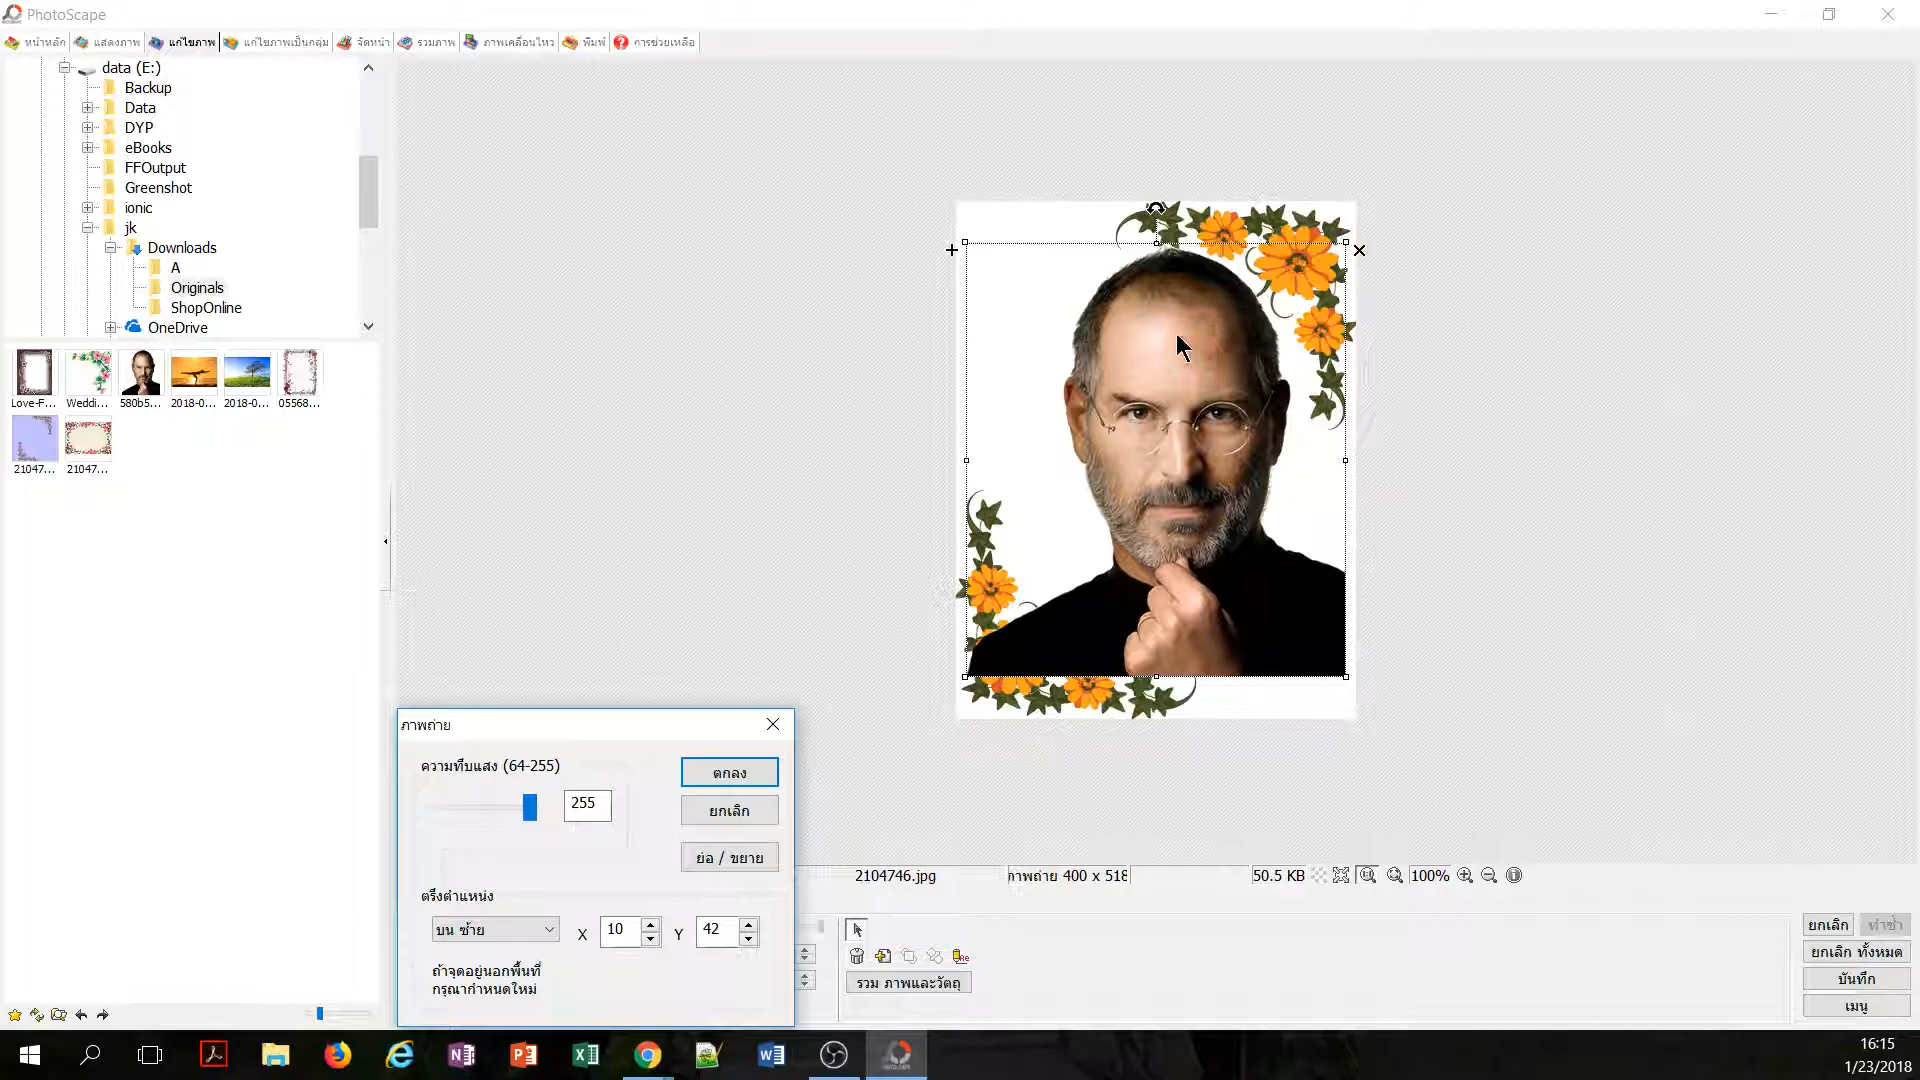 PhotoScape
หน้าหลัก แสดงภาพ แก้ไขภาพ แก้ไขภาพเป็นกลุ่ม จัดหน้า รวมภาพ ภาพเคลื่อนไหว พิมพ์ การช่วยเหลือ
data (E:)
Backup
Data
DYP
eBooks
FFOutput
Greenshot
ionic
jk
Downloads
A
Originals
ShopOnline
OneDrive
Love-F... Weddi... 580b5... 2018-0... 2018-0... 05568...
21047... 21047...
ภาพถ่าย
ความทึบแสง (64-255)
255
ตกลง
ยกเลิก
ย่อ / ขยาย
ตรึงตำแหน่ง
บน ซ้าย X 10 Y 42
ถ้าจุดอยู่นอกพื้นที่
กรุณากำหนดใหม่
2104746.jpg ภาพถ่าย 400 x 518 50.5 KB 100%
รวม ภาพและวัตถุ
ยกเลิก ทำซ้ำ
ยกเลิก ทั้งหมด
บันทึก
เมนู
16:15
1/23/2018